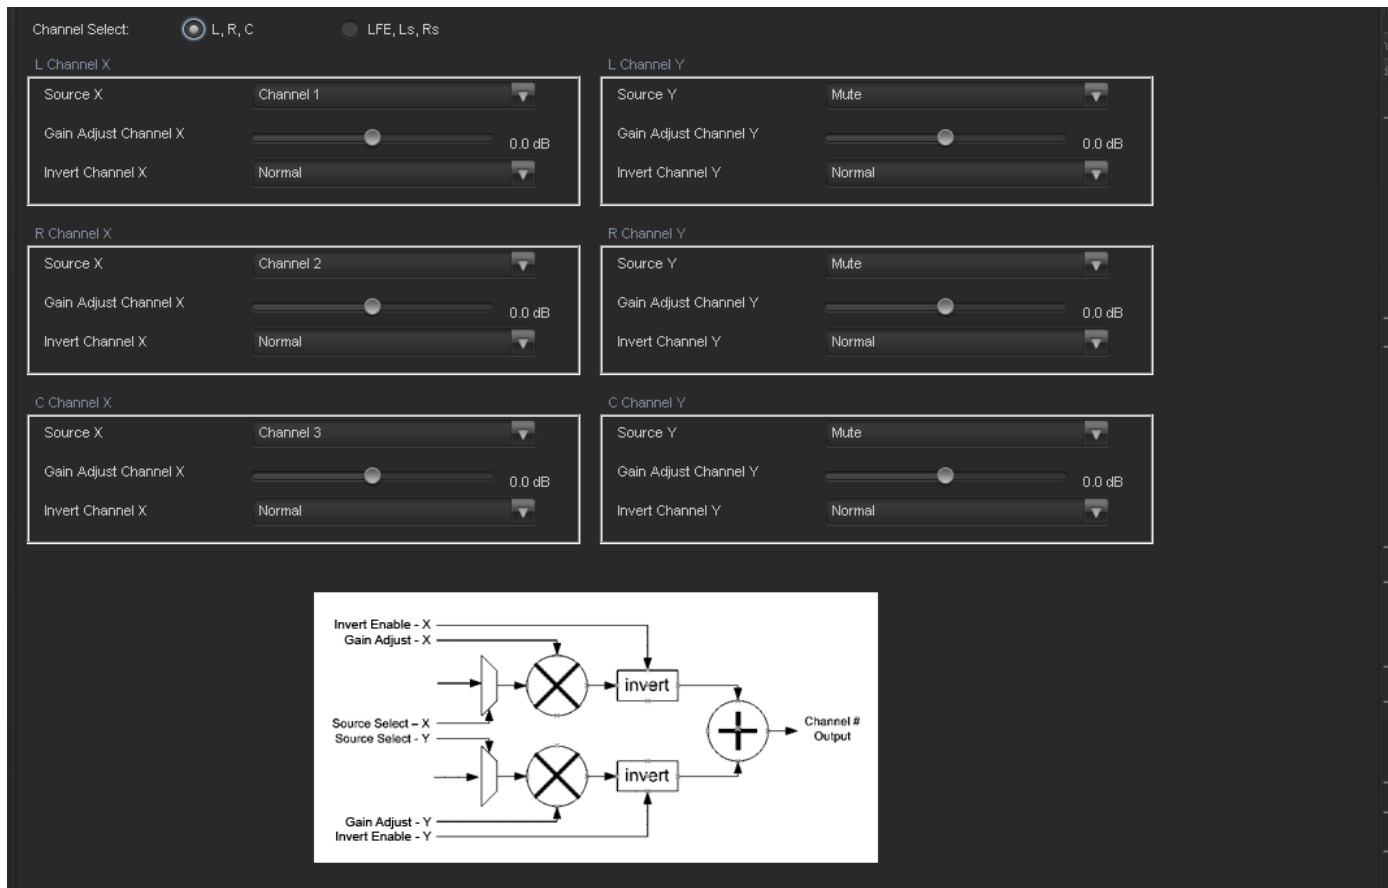 Channel Select: L, R, C LFE, Ls, Rs
L Channel X
Source X Channel 1
Gain Adjust Channel X 0.0 dB
Invert Channel X Normal
L Channel Y
Source Y Mute
Gain Adjust Channel Y 0.0 dB
Invert Channel Y Normal
R Channel X
Source X Channel 2
Gain Adjust Channel X 0.0 dB
Invert Channel X Normal
R Channel Y
Source Y Mute
Gain Adjust Channel Y 0.0 dB
Invert Channel Y Normal
C Channel X
Source X Channel 3
Gain Adjust Channel X 0.0 dB
Invert Channel X Normal
C Channel Y
Source Y Mute
Gain Adjust Channel Y 0.0 dB
Invert Channel Y Normal
Invert Enable - X
Gain Adjust - X
invert
Source Select – X
Source Select - Y
Channel #
Output
invert
Gain Adjust - Y
Invert Enable - Y